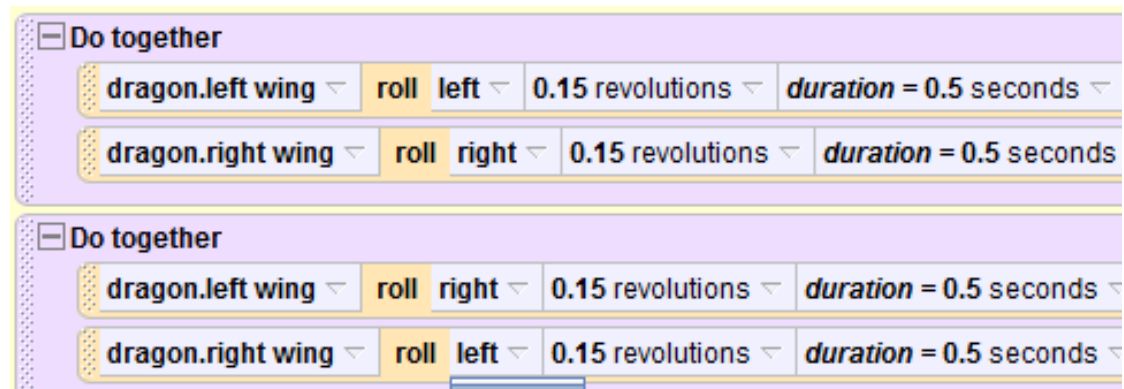 Do together
dragon.left wing roll left 0.15 revolutions duration = 0.5 seconds
dragon.right wing roll right 0.15 revolutions duration = 0.5 seconds
Do together
dragon.left wing roll right 0.15 revolutions duration = 0.5 seconds
dragon.right wing roll left 0.15 revolutions duration = 0.5 seconds